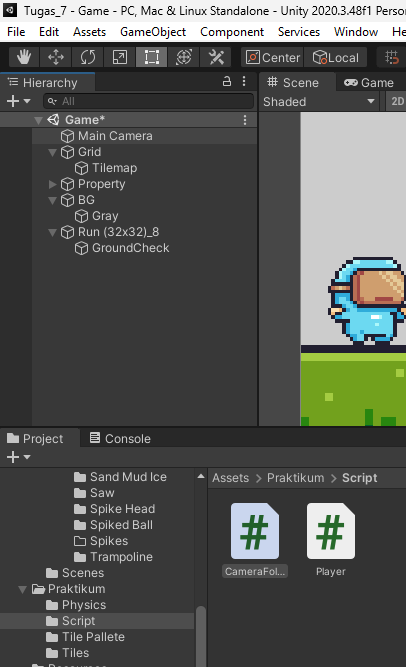 Tugas_7 - Game - PC, Mac & Linux Standalone - Unity 2020.3.48f1 Perso
File Edit Assets GameObject Component Services Window He
Center Local
Hierarchy
All
Game*
Main Camera
Grid
Tilemap
Property
BG
Gray
Run (32x32)_8
GroundCheck
Scene Game
Shaded 2D
Project Console
Sand Mud Ice
Saw
Spike Head
Spiked Ball
Spikes
Trampoline
Scenes
Praktikum
Physics
Script
Tile Pallete
Tiles
Resources
Assets > Praktikum > Script
# #
CameraFol... Player